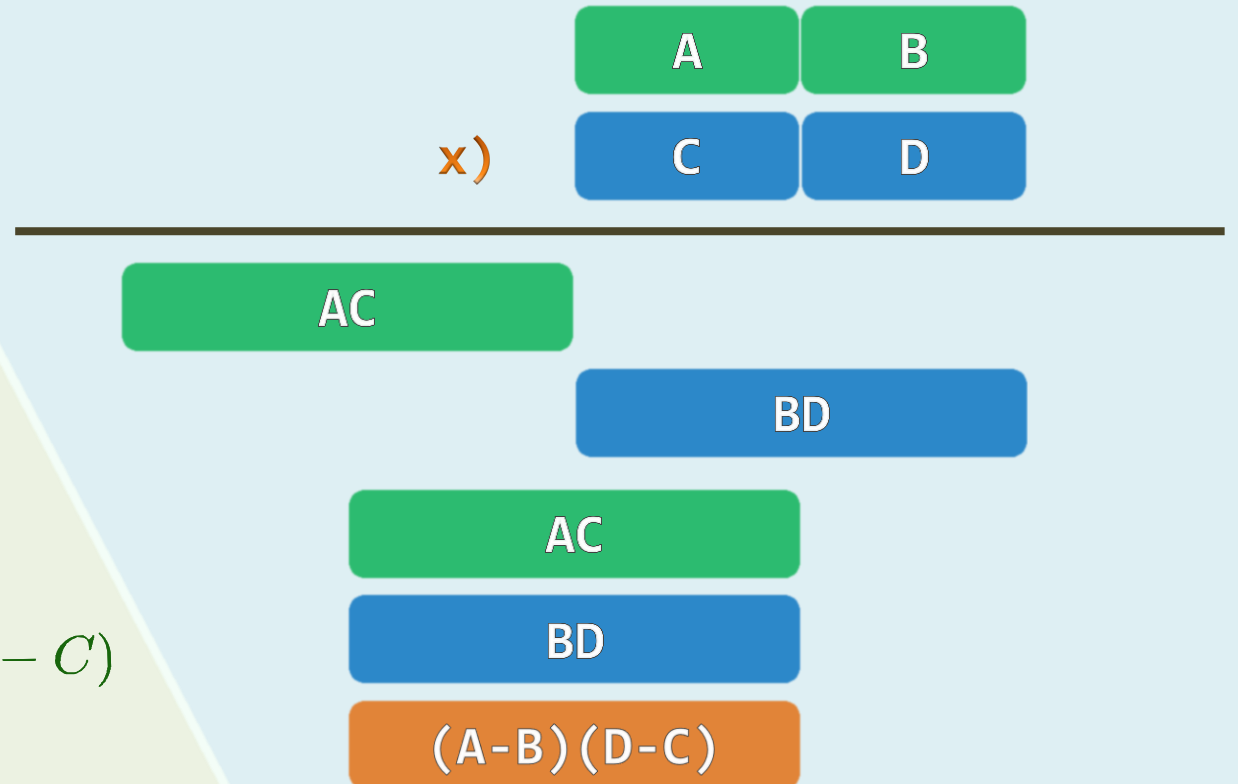 A B
x) C D
AC
BD
AC
BD
– C)
(A-B)(D-C)